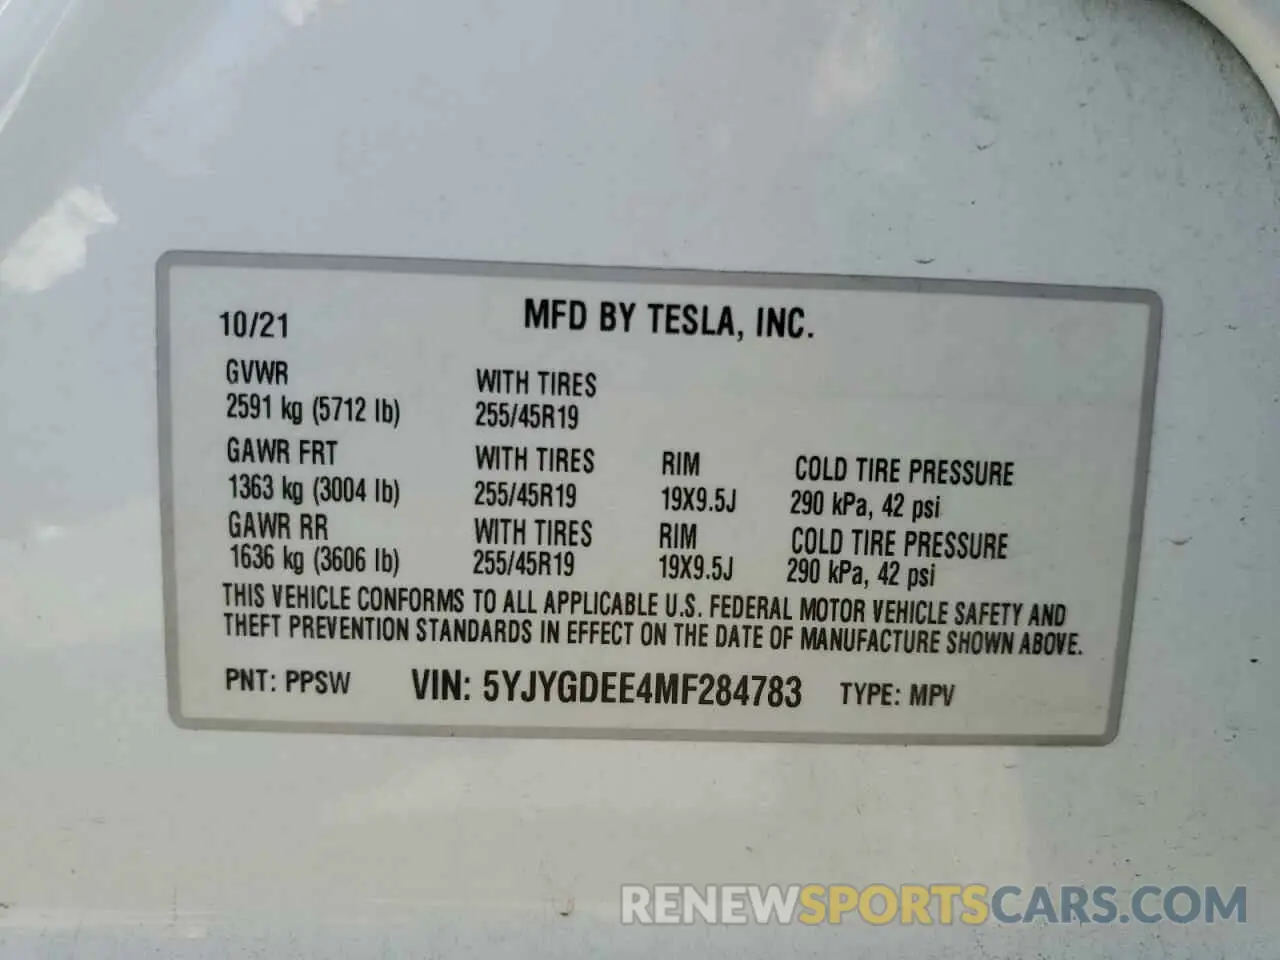 MFD BY TESLA, INC.
10/21
GVWR WITH TIRES
2591 kg (5712 lb) 255/45R19
GAWR FRT WITH TIRES RIM COLD TIRE PRESSURE
1363 kg (3004 lb) 255/45R19 19X9.5J 290 kPa, 42 psi
GAWR RR WITH TIRES RIM COLD TIRE PRESSURE
1636 kg (3606 lb) 255/45R19 19X9.5J 290 kPa, 42 psi
THIS VEHICLE CONFORMS TO ALL APPLICABLE U.S. FEDERAL MOTOR VEHICLE SAFETY AND
THEFT PREVENTION STANDARDS IN EFFECT ON THE DATE OF MANUFACTURE SHOWN ABOVE.
PNT: PPSW VIN: 5YJYGDEE4MF284783 TYPE: MPV
RENEWSPORTSCARS.COM